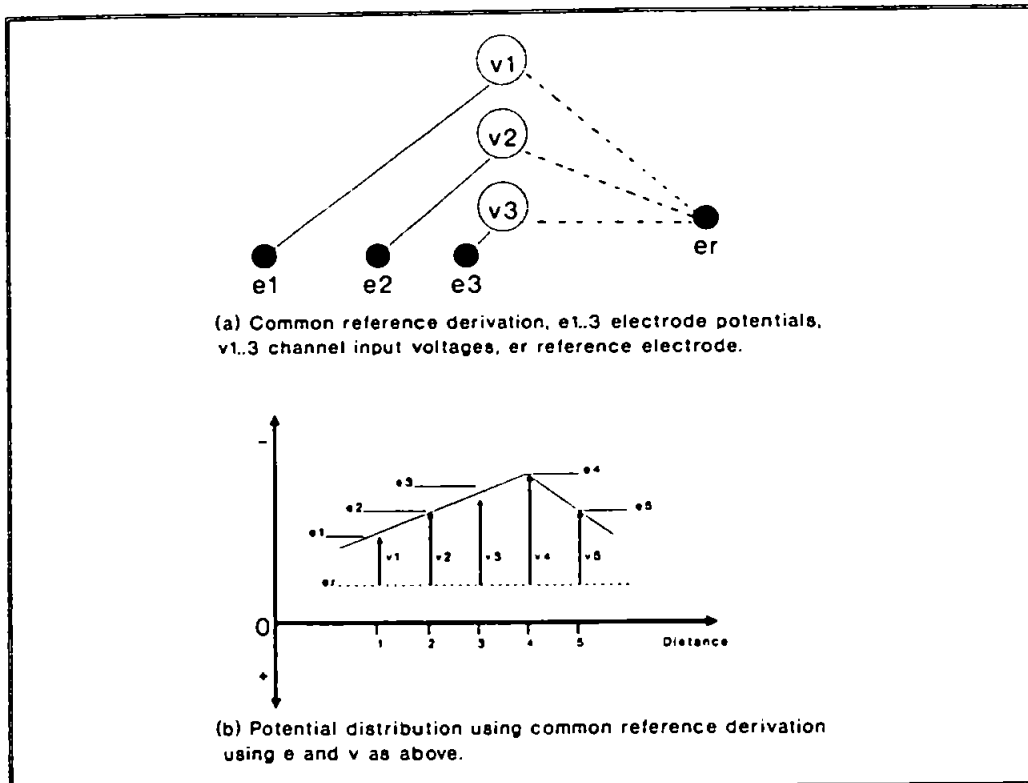 v1
v2
v3
er
e1 e2 e3
(a) Common reference derivation, e1..3 electrode potentials,
v1..3 channel input voltages, er reference electrode.
-
e4
e3
e2
e5
e1
v1 v2 v3 v4 v5
er
0
1 2 3 4 5 Distance
+
(b) Potential distribution using common reference derivation
using e and v as above.